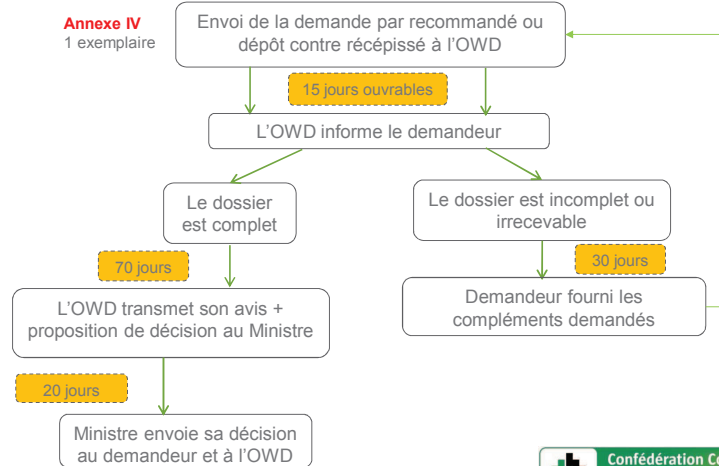 Annexe IV
1 exemplaire
Envoi de la demande par recommandé ou
dépôt contre récépissé à l'OWD
15 jours ouvrables
L'OWD informe le demandeur
Le dossier
est complet
Le dossier est incomplet ou
irrecevable
70 jours
30 jours
L'OWD transmet son avis +
proposition de décision au Ministre
Demandeur fourni les
compléments demandés
20 jours
Ministre envoie sa décision
au demandeur et à l'OWD
Confédération